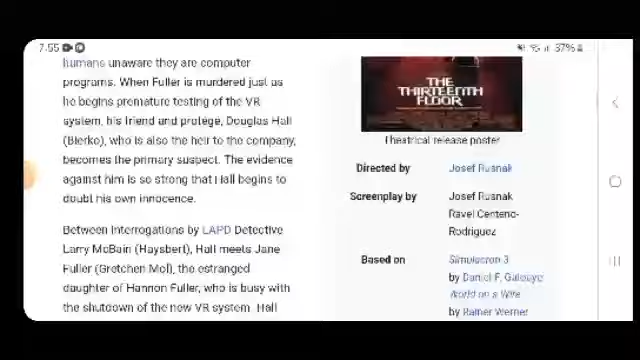 7:55
37%
humans unaware they are computer
programs. When Fuller is murdered just as
he begins premature testing of the VR
system, his friend and protégé, Douglas Hall
(Bierko), who is also the heir to the company,
becomes the primary suspect. The evidence
against him is so strong that Hall begins to
doubt his own innocence.
Between interrogations by LAPD Detective
Larry McBain (Haysbert), Hall meets Jane
Fuller (Gretchen Mol), the estranged
daughter of Hannon Fuller, who is busy with
the shutdown of the new VR system. Hall
THE
THIRTEENTH
FLOOR
Theatrical release poster
Directed by Josef Rusnak
Screenplay by Josef Rusnak
Ravel Centeno-
Rodriguez
Based on Simulacron 3
by Daniel F. Galouye
World on a Wire
by Rainer Werner